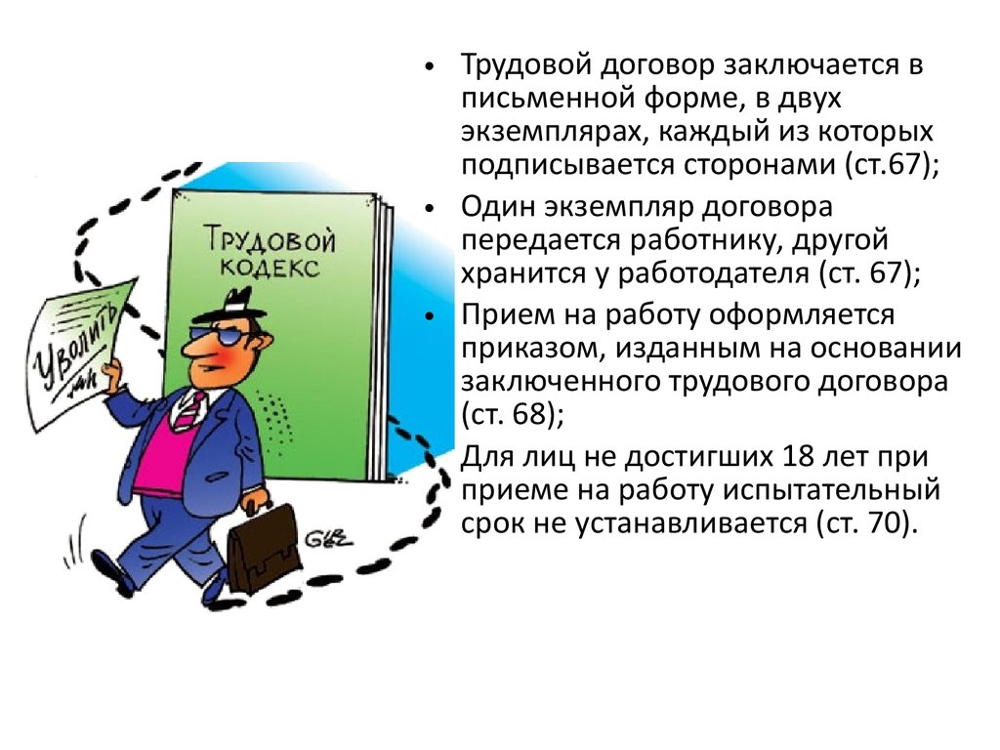 • Трудовой договор заключается в
письменной форме, в двух
экземплярах, каждый из которых
подписывается сторонами (ст.67);
• Один экземпляр договора
передается работнику, другой
хранится у работодателя (ст. 67);
• Прием на работу оформляется
приказом, изданным на основании
заключенного трудового договора
(ст. 68);
Для лиц не достигших 18 лет при
приеме на работу испытательный
срок не устанавливается (ст. 70).
ТРУДОВОЙ
КОДЕКС
Уволить